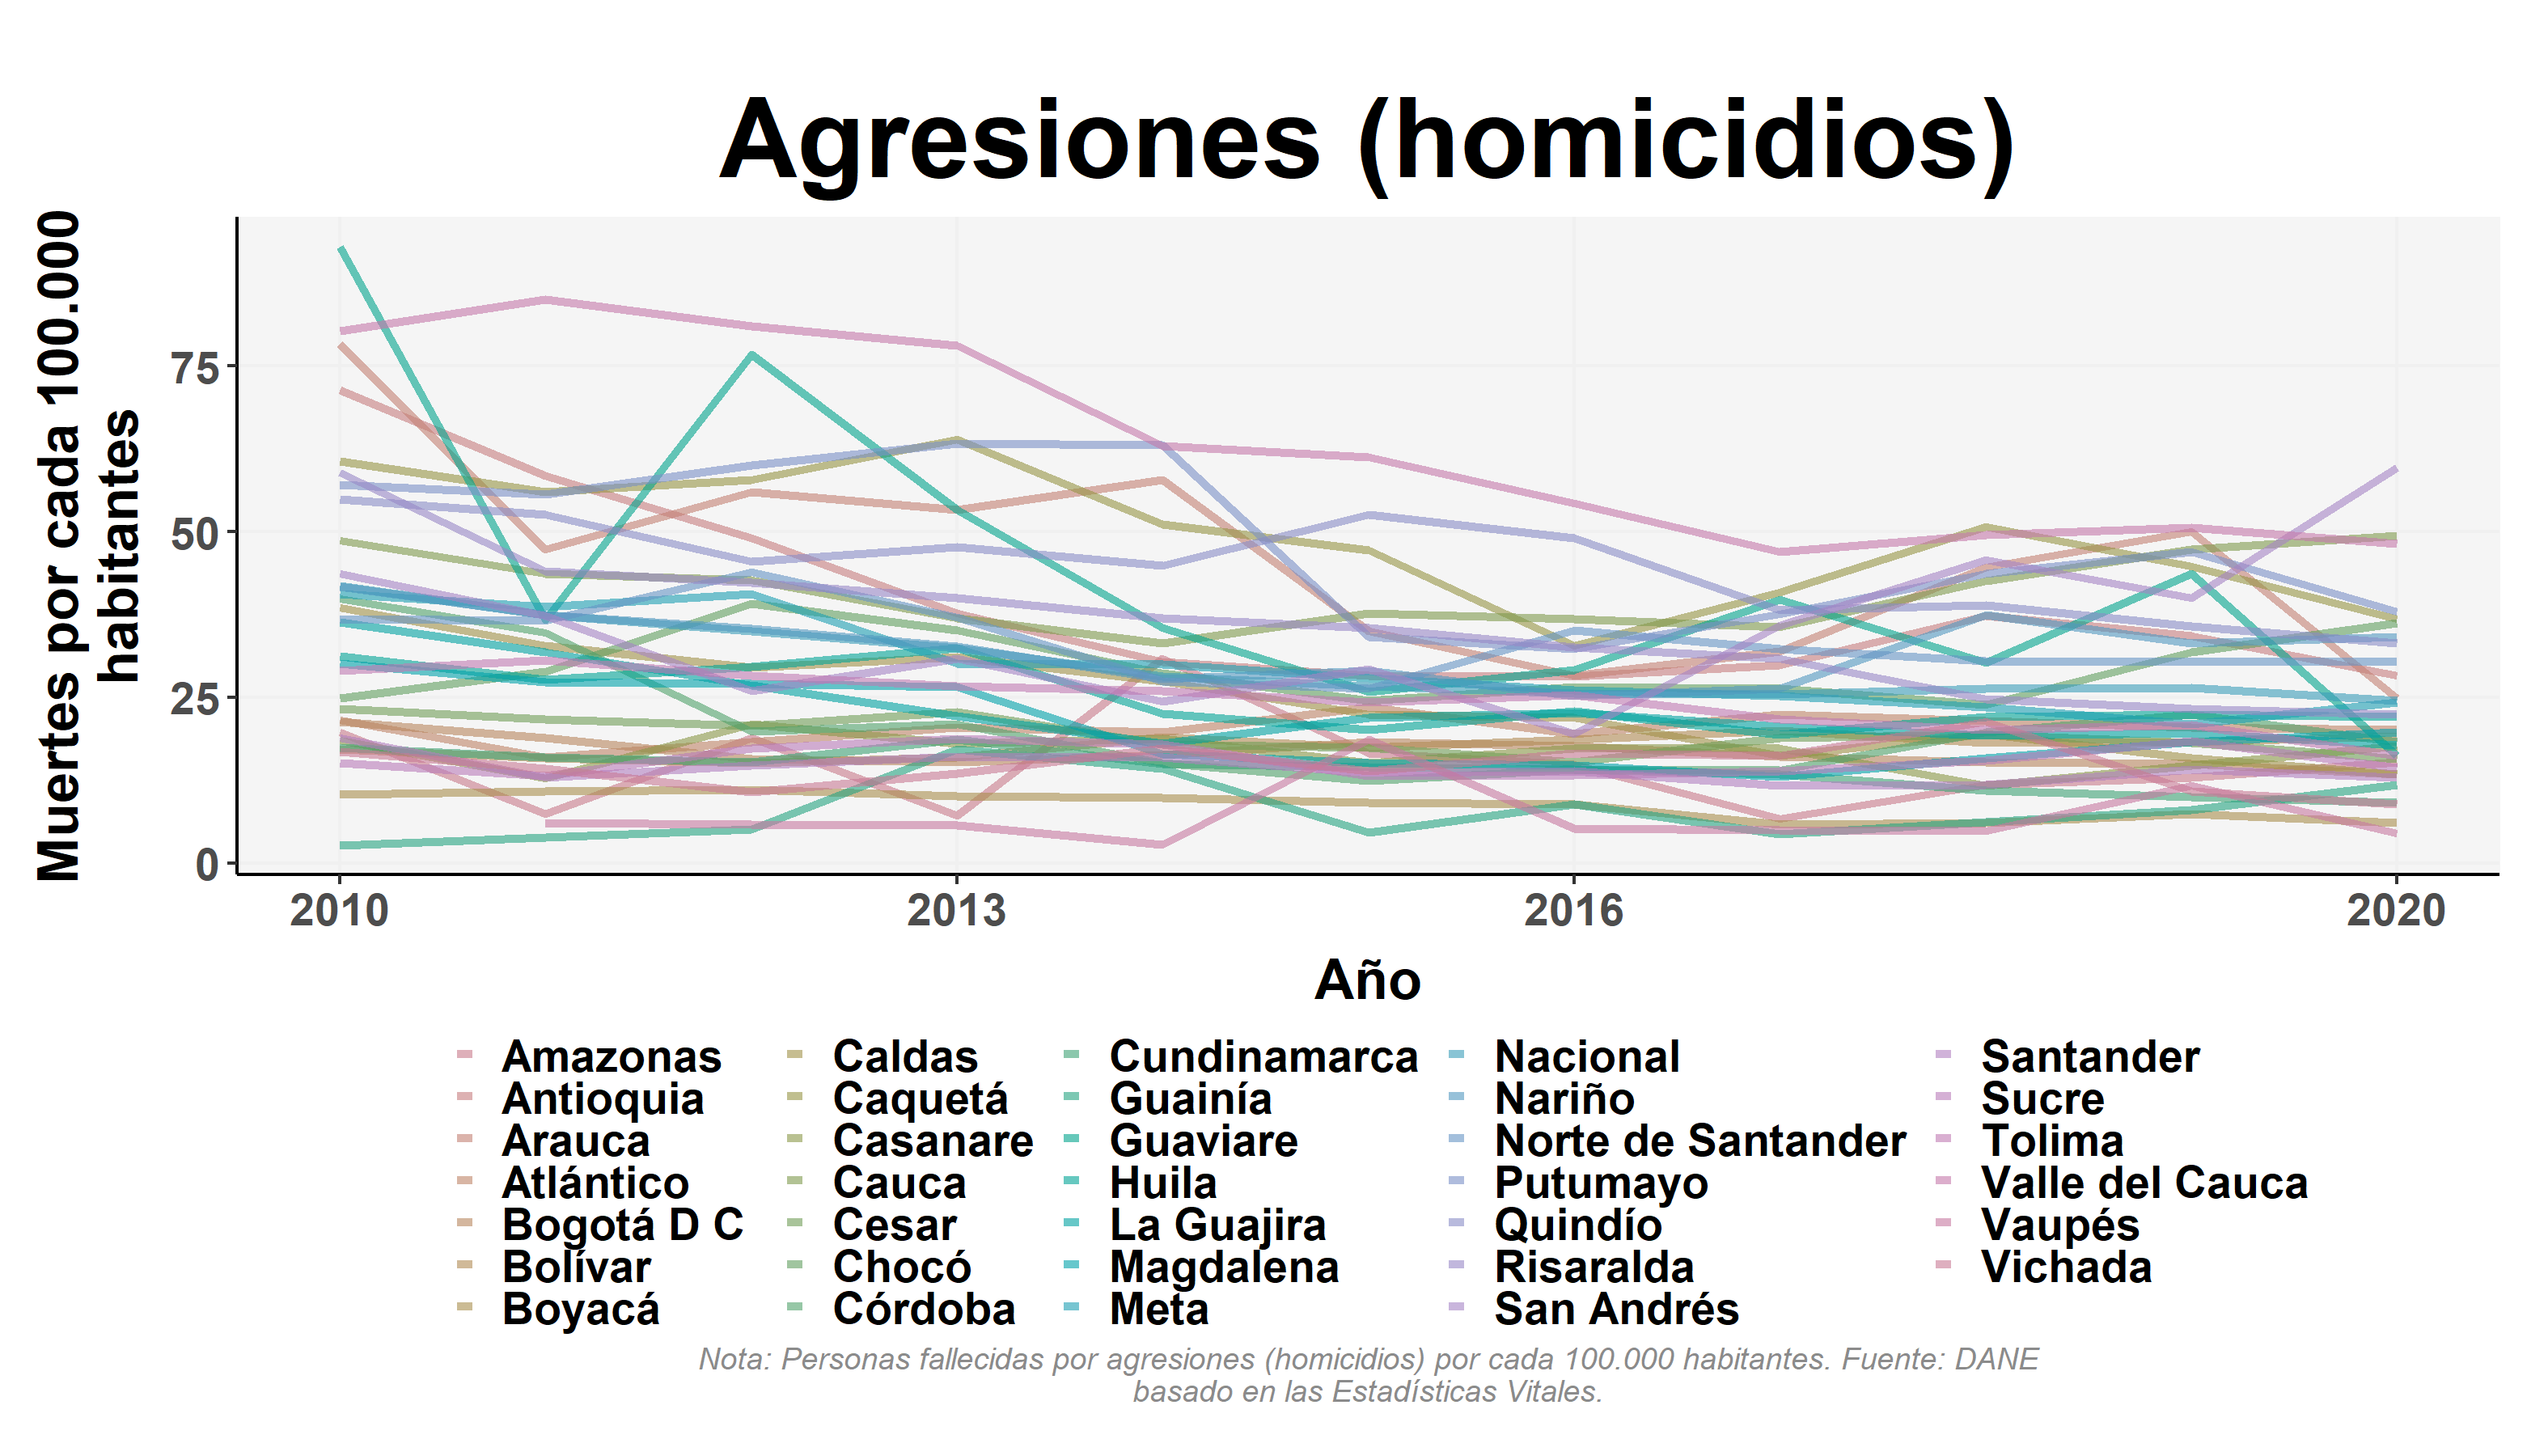 Agresiones (homicidios)
Muertes por cada 100.000
habitantes
75
50
25
0
2010 2013 2016 2020
Año
Amazonas
Antioquia
Arauca
Atlántico
Bogotá D C
Bolívar
Boyacá
Caldas
Caquetá
Casanare
Cauca
Cesar
Chocó
Córdoba
Cundinamarca
Guainía
Guaviare
Huila
La Guajira
Magdalena
Meta
Nacional
Nariño
Norte de Santander
Putumayo
Quindío
Risaralda
San Andrés
Santander
Sucre
Tolima
Valle del Cauca
Vaupés
Vichada
Nota: Personas fallecidas por agresiones (homicidios) por cada 100.000 habitantes. Fuente: DANE
basado en las Estadísticas Vitales.